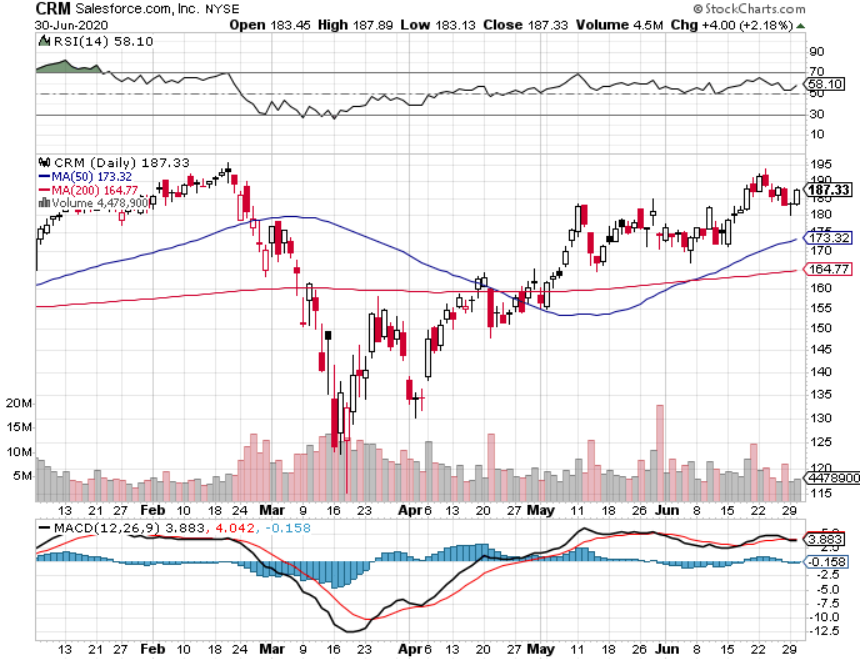 CRM Salesforce.com, Inc. NYSE
© StockCharts.com
30-Jun-2020
Open 183.45 High 187.89 Low 183.13 Close 187.33 Volume 4.5M Chg +4.00 (+2.18%)
RSI(14) 58.10
90
70
58.10
50
30
10
CRM (Daily) 187.33
MA(50) 173.32
MA(200) 164.77
Volume 4,478,900
195
190
187.33
185
180
173.32
170
164.77
160
155
150
145
140
135
130
125
120
115
20M
15M
10M
5M
4478900
13 21 27 Feb 10 18 24 Mar 9 16 23 Apr 6 13 20 27 May 11 18 26 Jun 8 15 22 29
MACD(12,26,9) 3.883, 4.042, -0.158
3.883
2.5
-0.158
-2.5
-5.0
-7.5
-10.0
-12.5
13 21 27 Feb 10 18 24 Mar 9 16 23 Apr 6 13 20 27 May 11 18 26 Jun 8 15 22 29